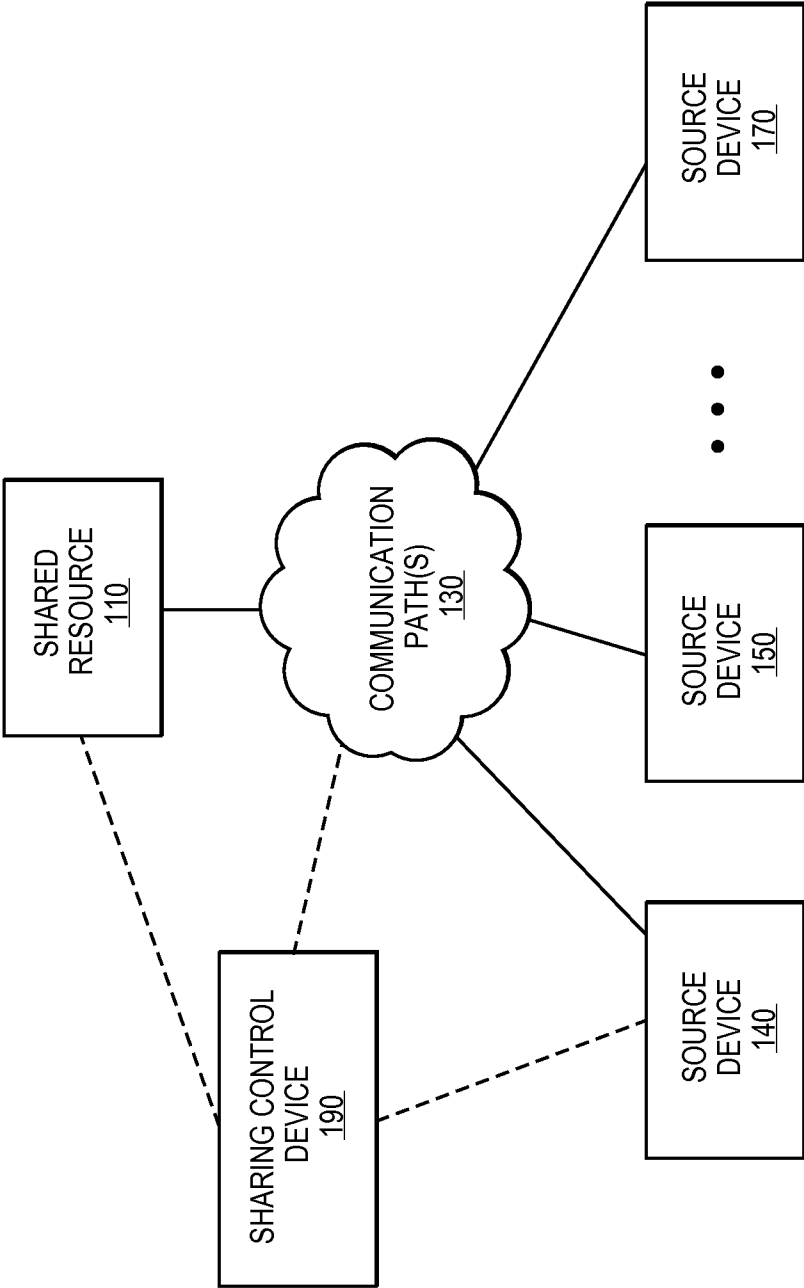 SHARED
RESOURCE
110
SHARING CONTROL
DEVICE
190
COMMUNICATION
PATH(S)
130
SOURCE
DEVICE
140
SOURCE
DEVICE
150
SOURCE
DEVICE
170